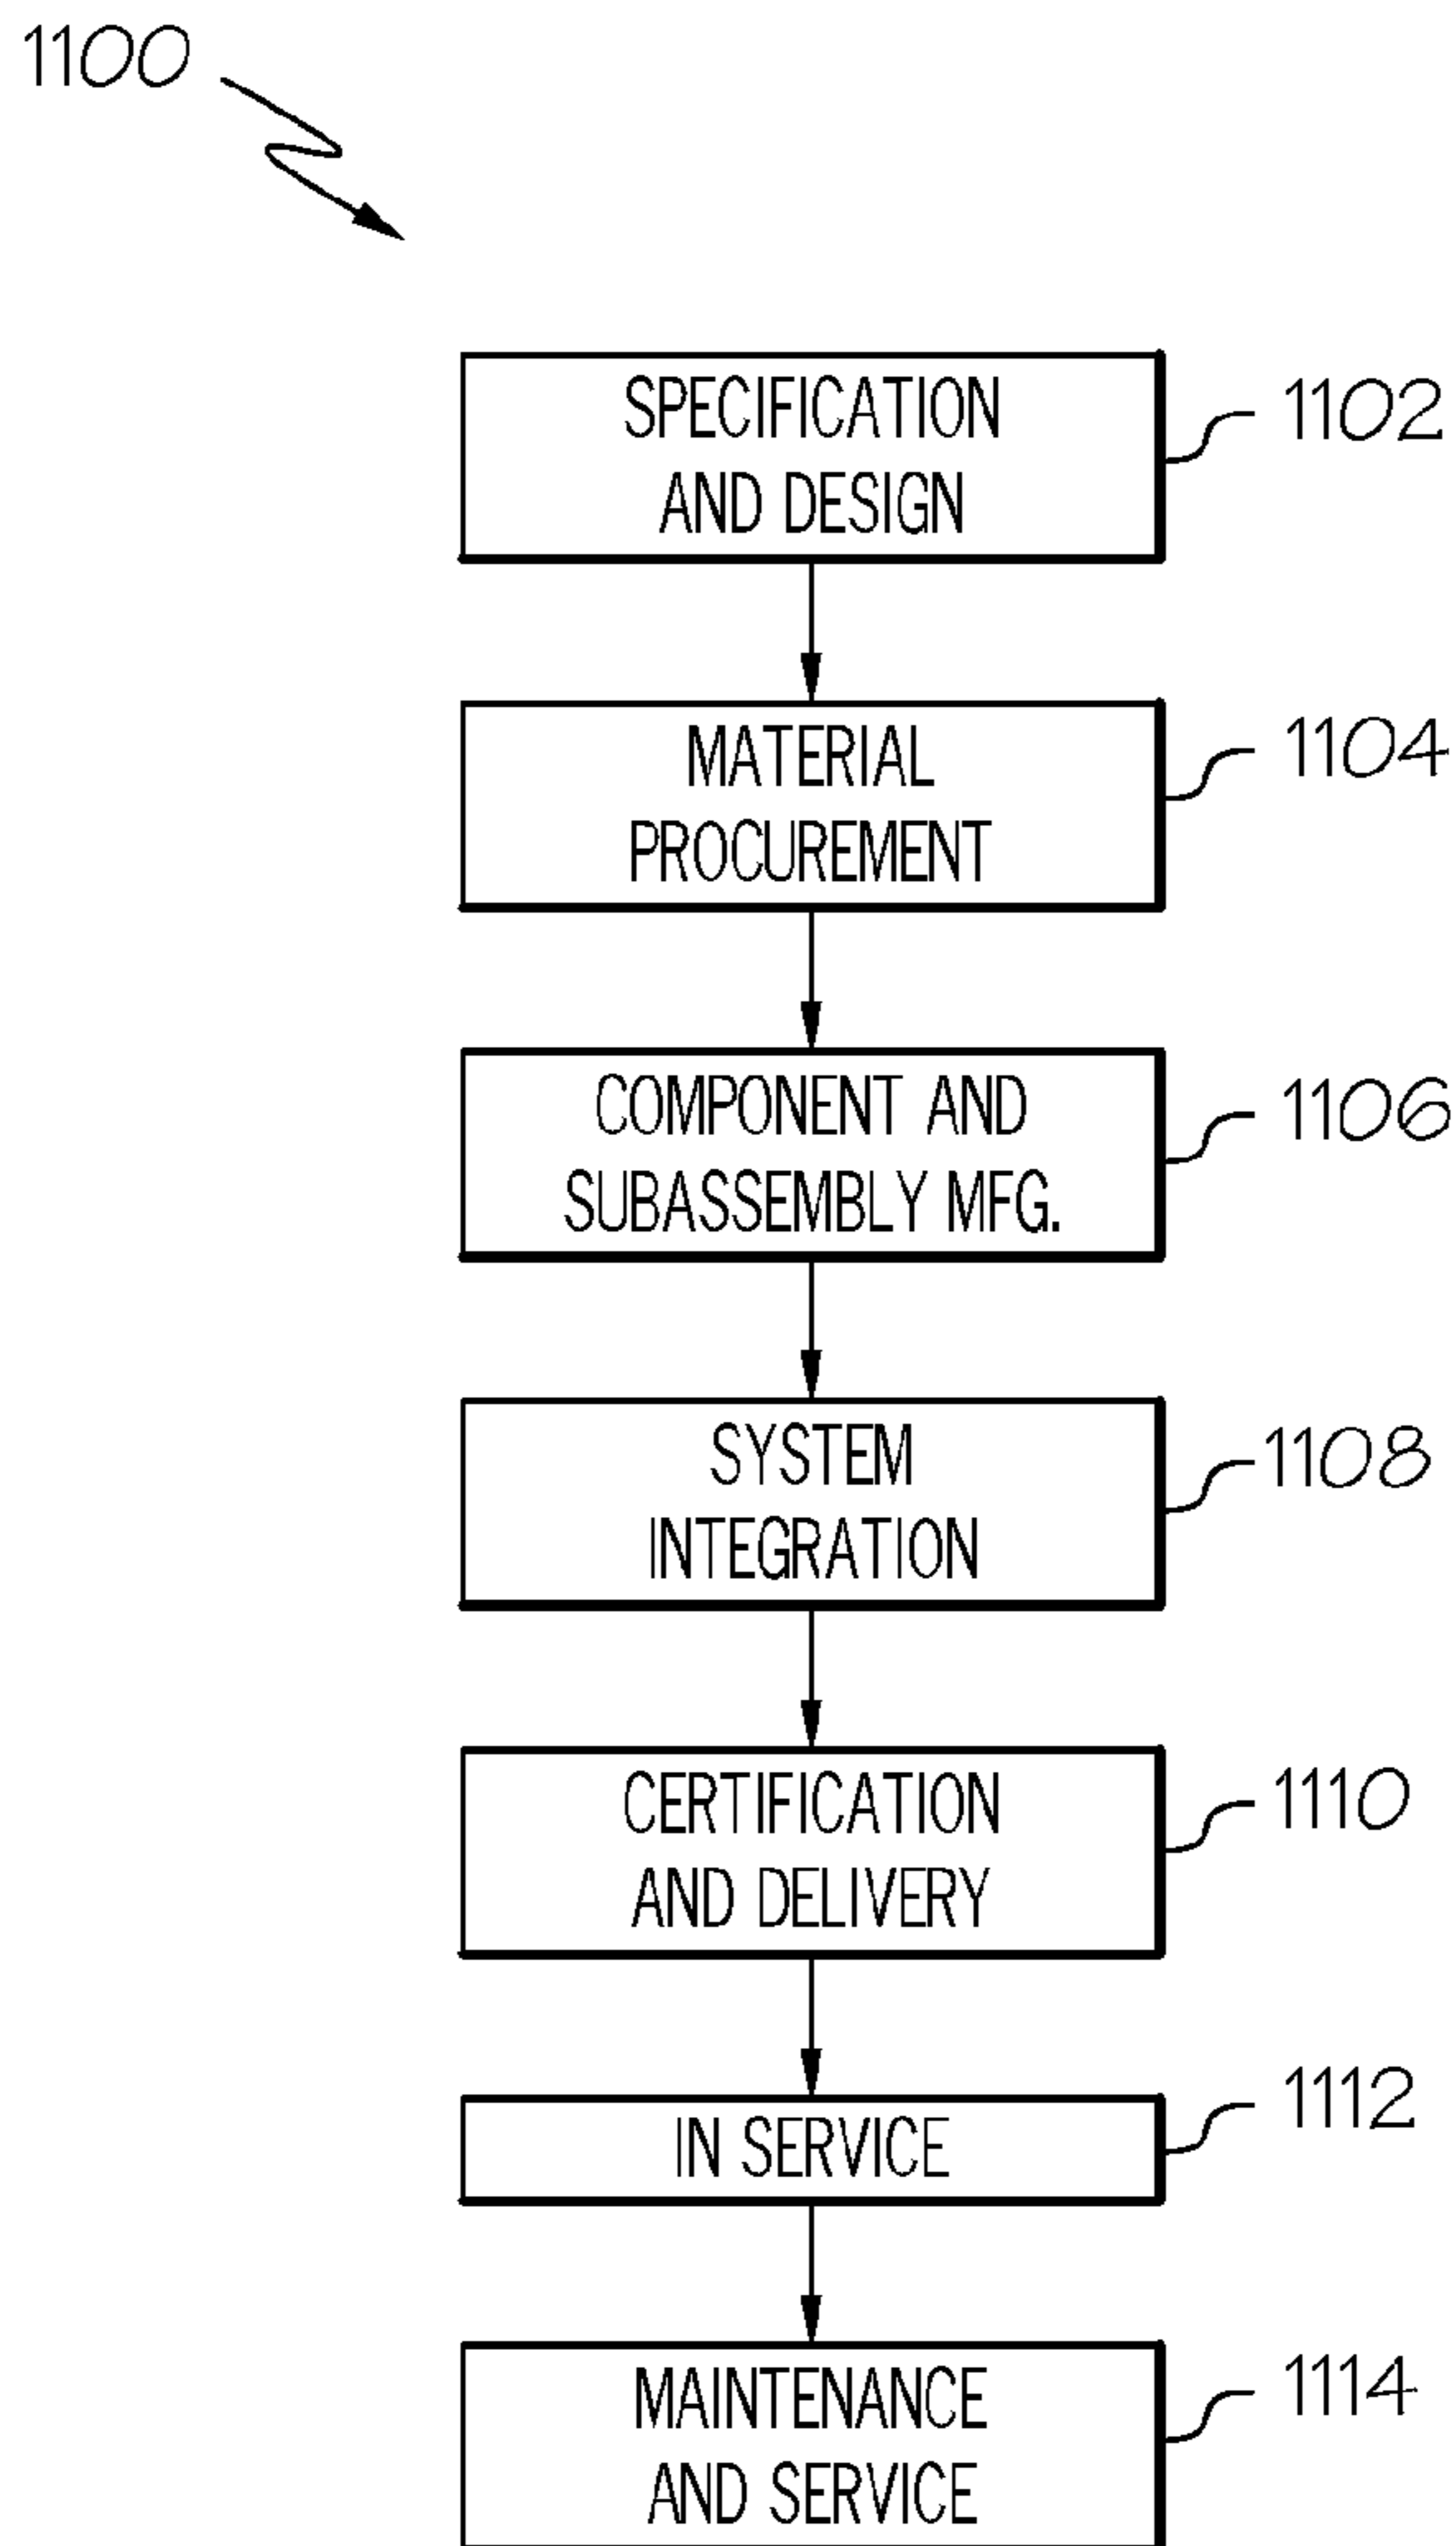 1100
SPECIFICATION
AND DESIGN
1102
MATERIAL
PROCUREMENT
1104
COMPONENT AND
SUBASSEMBLY MFG.
1106
SYSTEM
INTEGRATION
1108
CERTIFICATION
AND DELIVERY
1110
IN SERVICE
1112
MAINTENANCE
AND SERVICE
1114